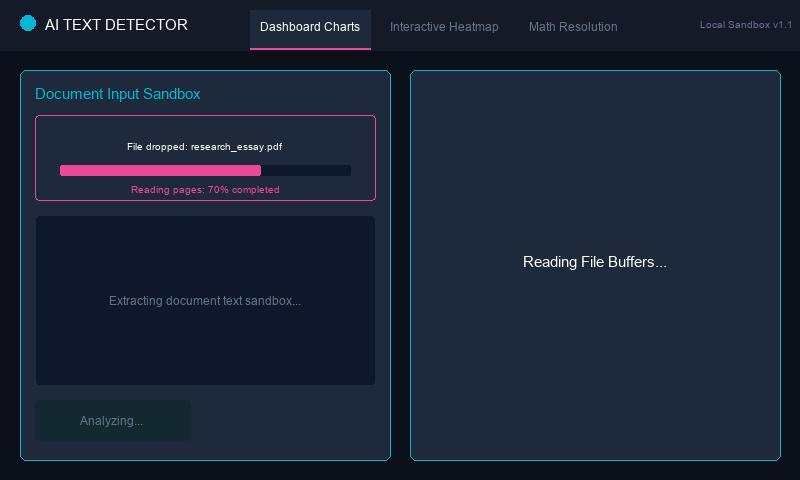 AI TEXT DETECTOR
Dashboard Charts
Interactive Heatmap
Math Resolution
Local Sandbox v1.1
Document Input Sandbox
File dropped: research_essay.pdf
Reading pages: 70% completed
Extracting document text sandbox...
Analyzing...
Reading File Buffers...